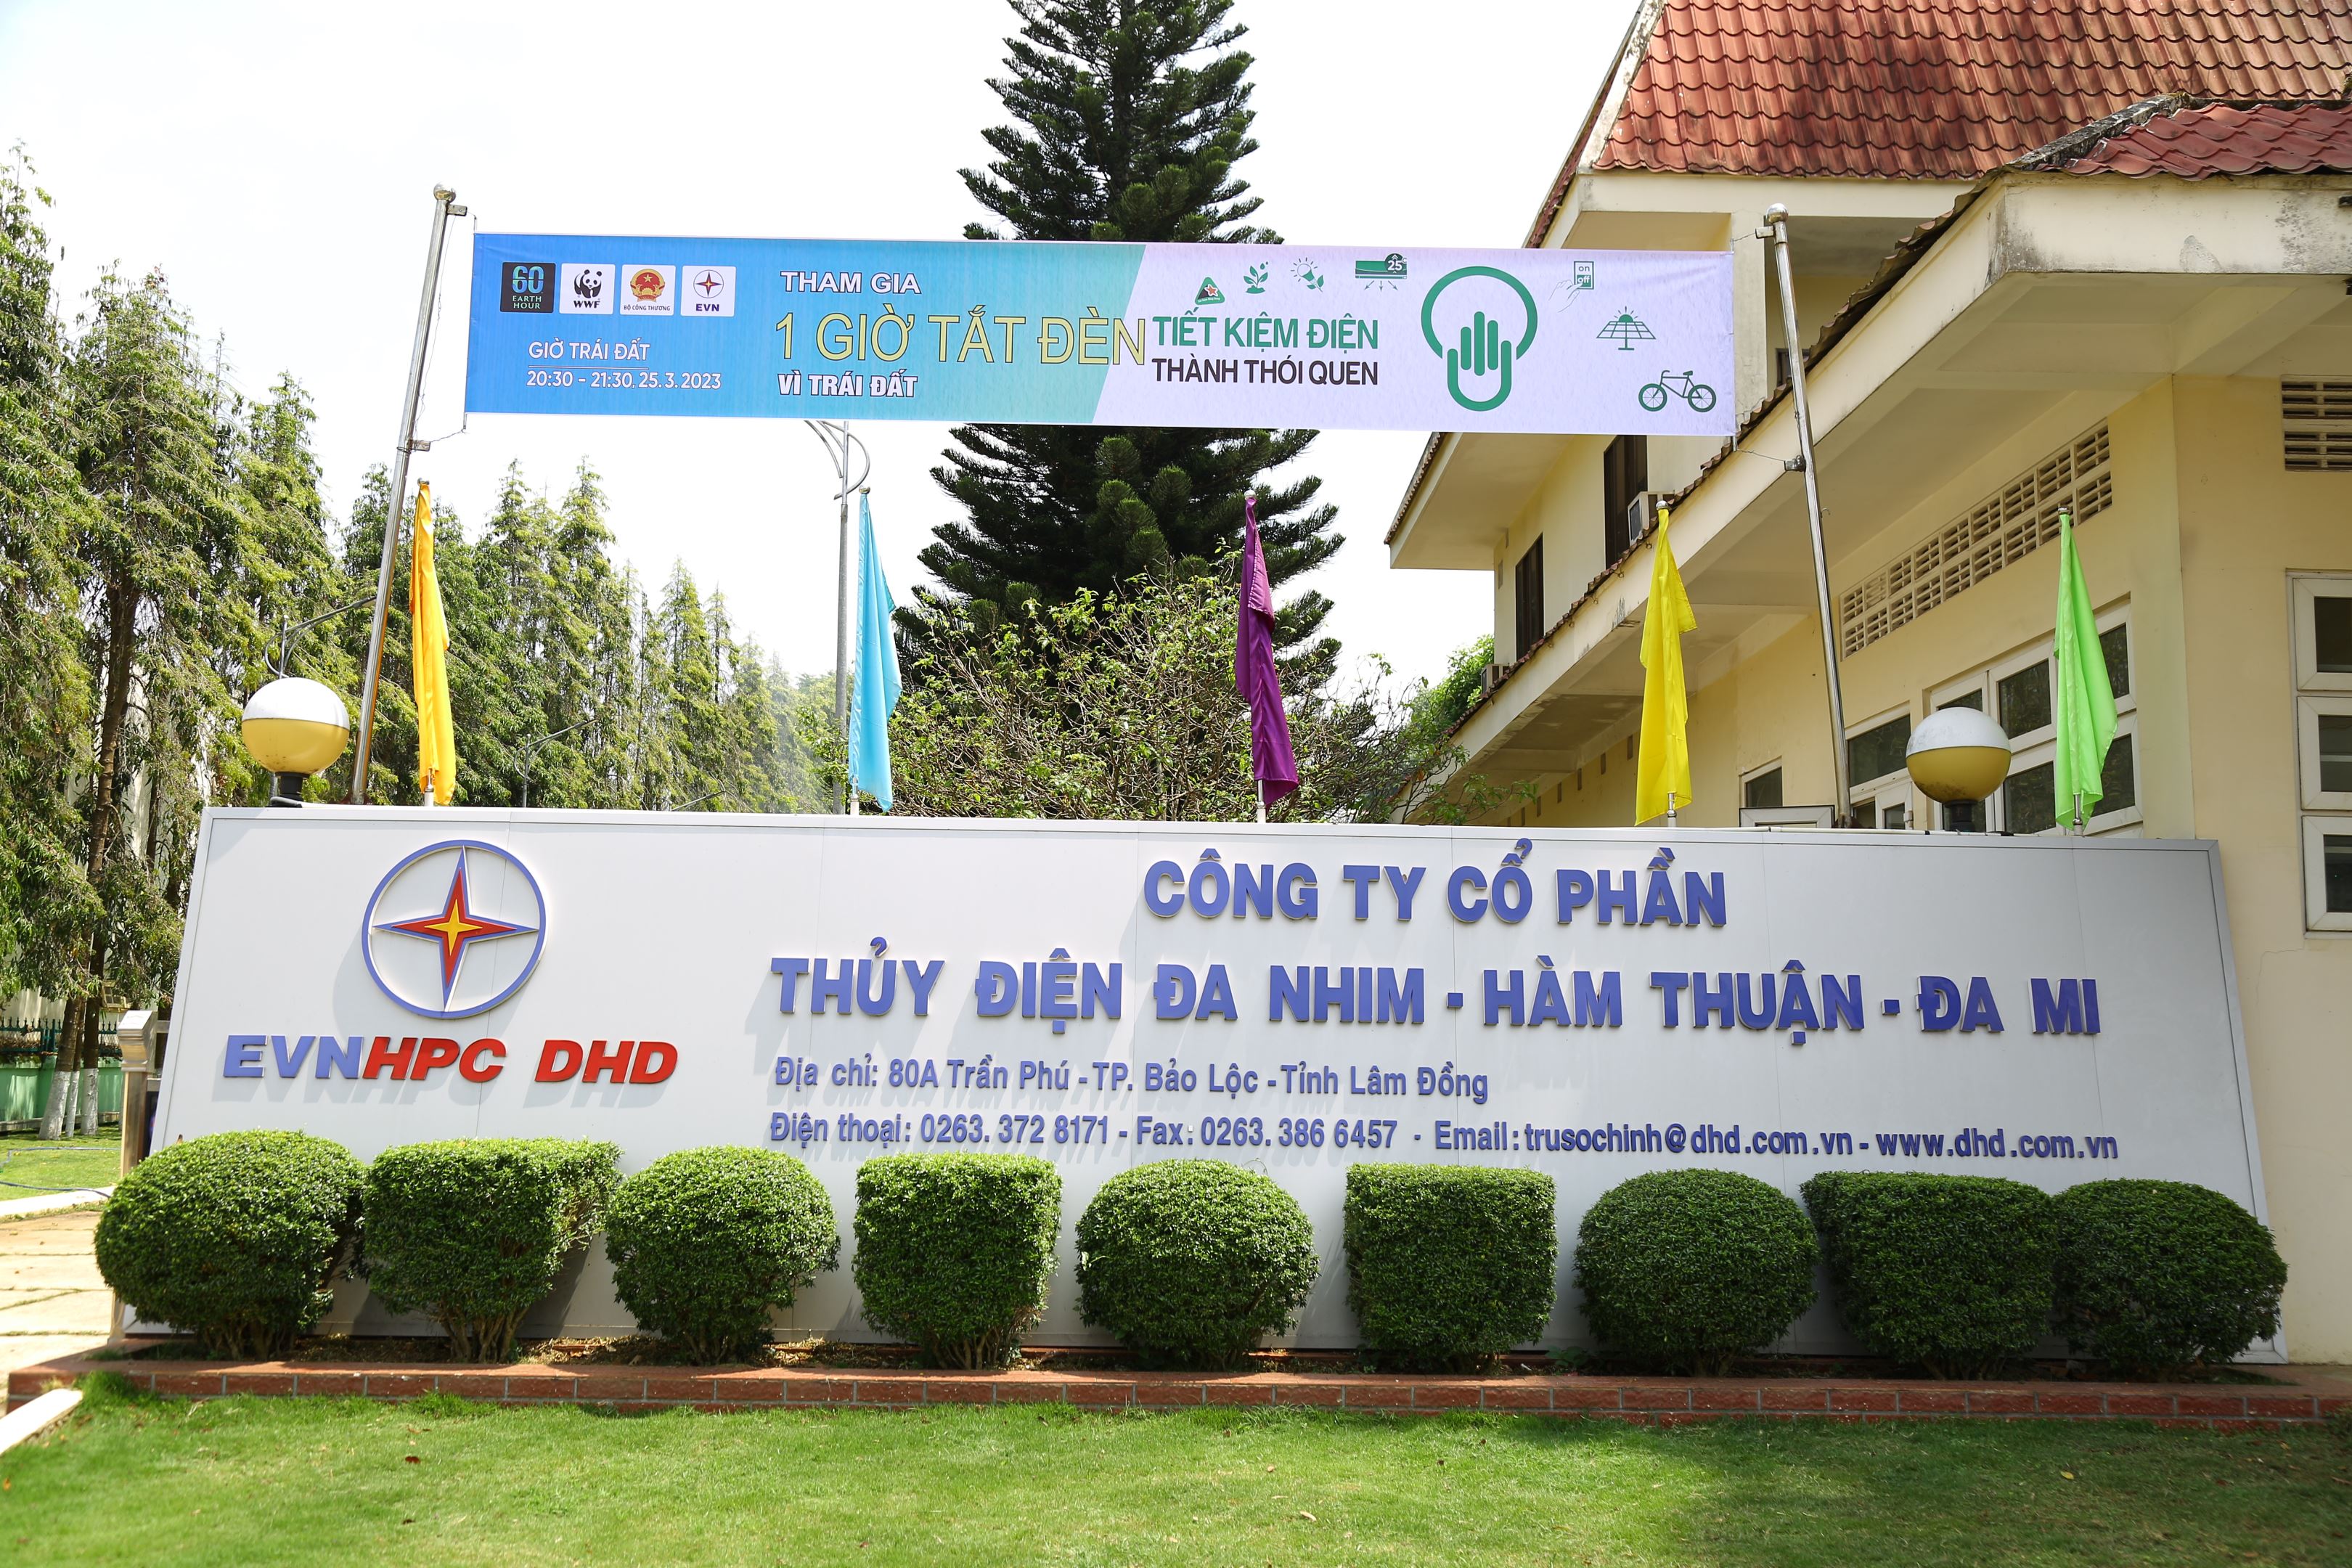 60
EARTH
HOUR
WWF
BỘ CÔNG THƯƠNG
EVN
GIỜ TRÁI ĐẤT
20:30 - 21:30, 25.3.2023
THAM GIA
1 GIỜ TẮT ĐÈN
VÌ TRÁI ĐẤT
25
TIẾT KIỆM ĐIỆN
THÀNH THÓI QUEN
on
off
EVNHPC DHD
CÔNG TY CỔ PHẦN
THỦY ĐIỆN ĐA NHIM - HÀM THUẬN - ĐA MI
Địa chỉ: 80A Trần Phú - TP. Bảo Lộc - Tỉnh Lâm Đồng
Điện thoại: 0263. 372 8171 - Fax: 0263. 386 6457 - Email: trusochinh@dhd.com.vn - www.dhd.com.vn